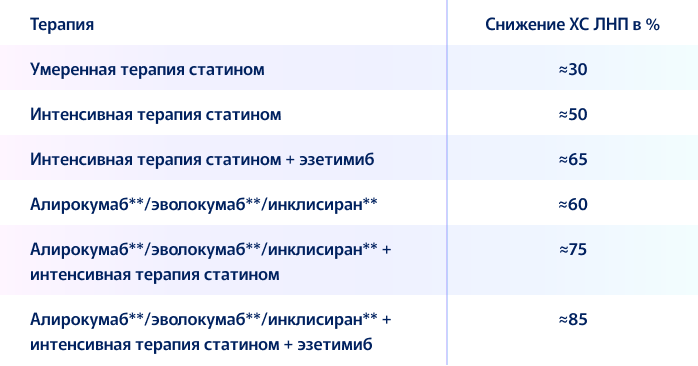 Терапия Снижение ХС ЛНП в %
Умеренная терапия статином ≈30
Интенсивная терапия статином ≈50
Интенсивная терапия статином + эзетимиб ≈65
Алирокумаб**/эволокумаб**/инклисиран** ≈60
Алирокумаб**/эволокумаб**/инклисиран** + ≈75
интенсивная терапия статином
Алирокумаб**/эволокумаб**/инклисиран** + ≈85
интенсивная терапия статином + эзетимиб